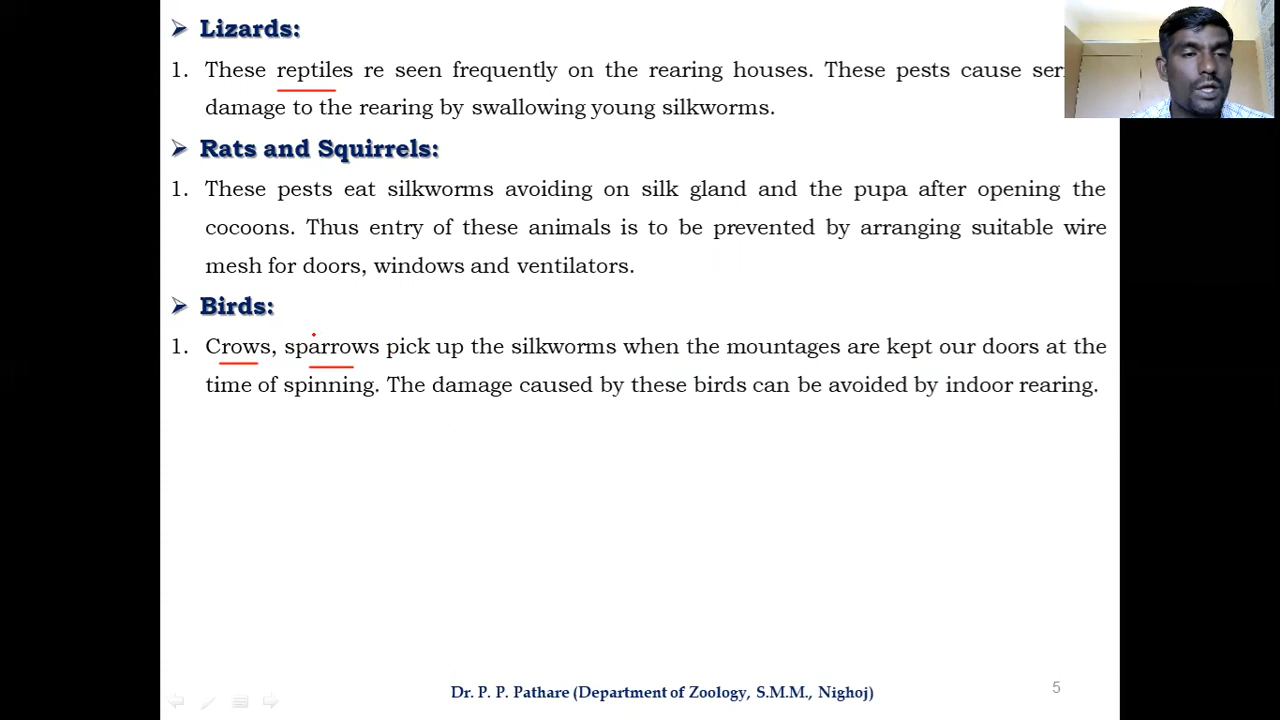 Lizards:
1. These reptiles re seen frequently on the rearing houses. These pests cause
damage to the rearing by swallowing young silkworms.
Rats and Squirrels:
1. These pests eat silkworms avoiding on silk gland and the pupa after opening the
cocoons. Thus entry of these animals is to be prevented by arranging suitable wire
mesh for doors, windows and ventilators.
Birds:
1. Crows, sparrows pick up the silkworms when the mountages are kept our doors at the
time of spinning. The damage caused by these birds can be avoided by indoor rearing.
Dr. P. P. Pathare (Department of Zoology, S.M.M., Nighoj)
5